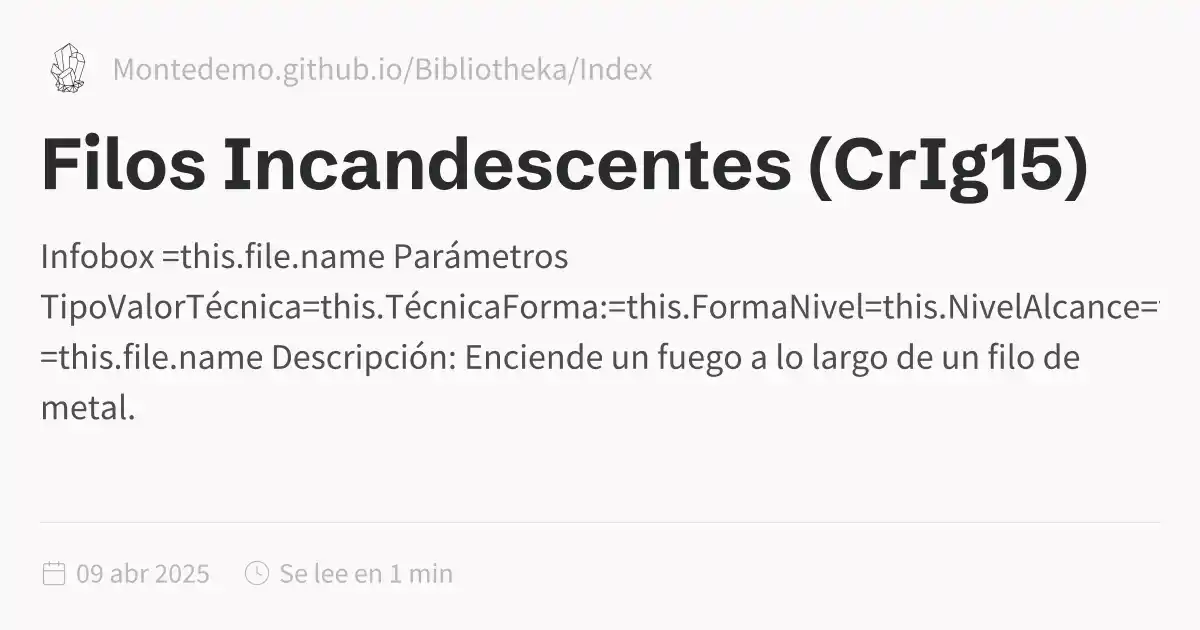 Montedemo.github.io/Bibliotheka/Index
Filos Incandescentes (CrIg15)
Infobox =this.file.name Parámetros
TipoValorTécnica=this.TécnicaForma:=this.FormaNivel=this.NivelAlcance=
=this.file.name Descripción: Enciende un fuego a lo largo de un filo de
metal.
09 abr 2025 Se lee en 1 min